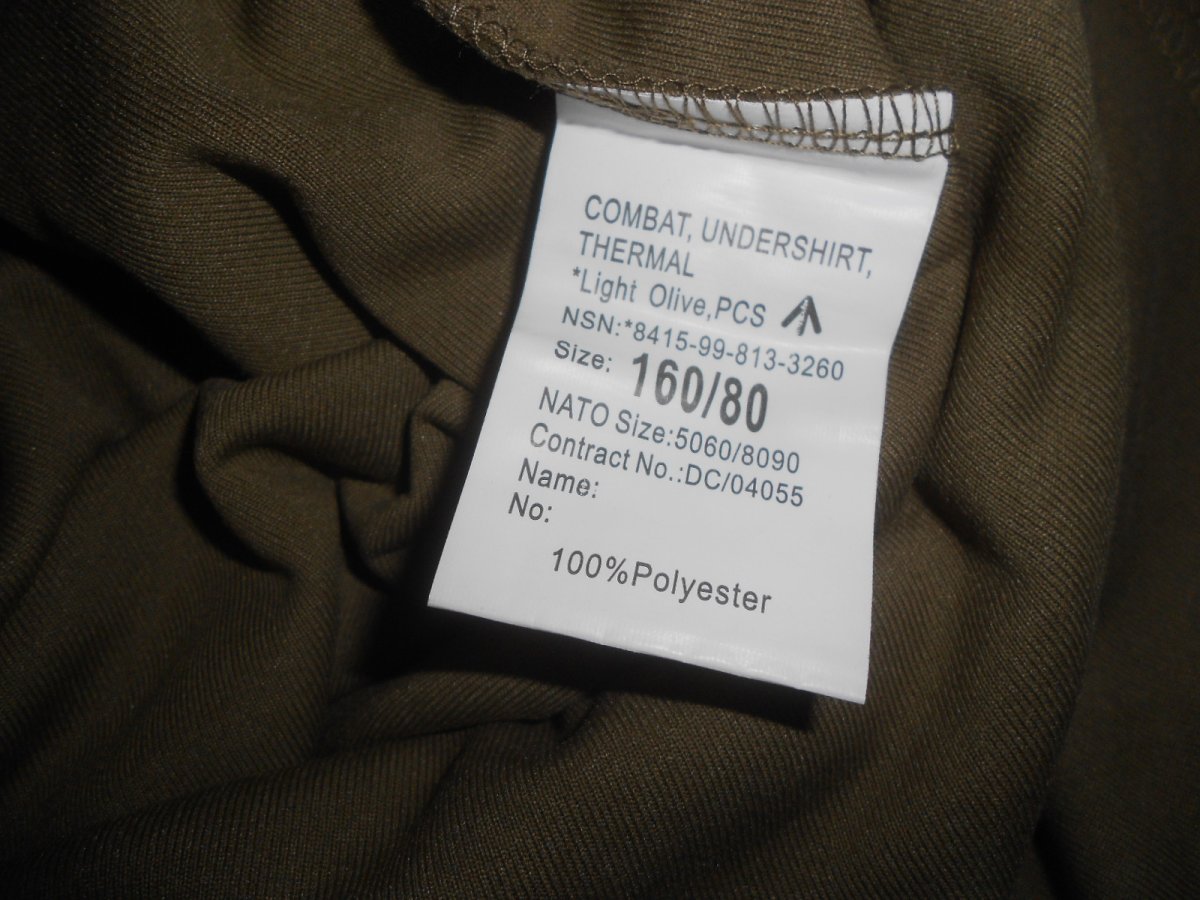 COMBAT, UNDERSHIRT,
THERMAL
*Light Olive,PCS
NSN:*8415-99-813-3260
Size: 160/80
NATO Size:5060/8090
Contract No.:DC/04055
Name:
No:
100%Polyester